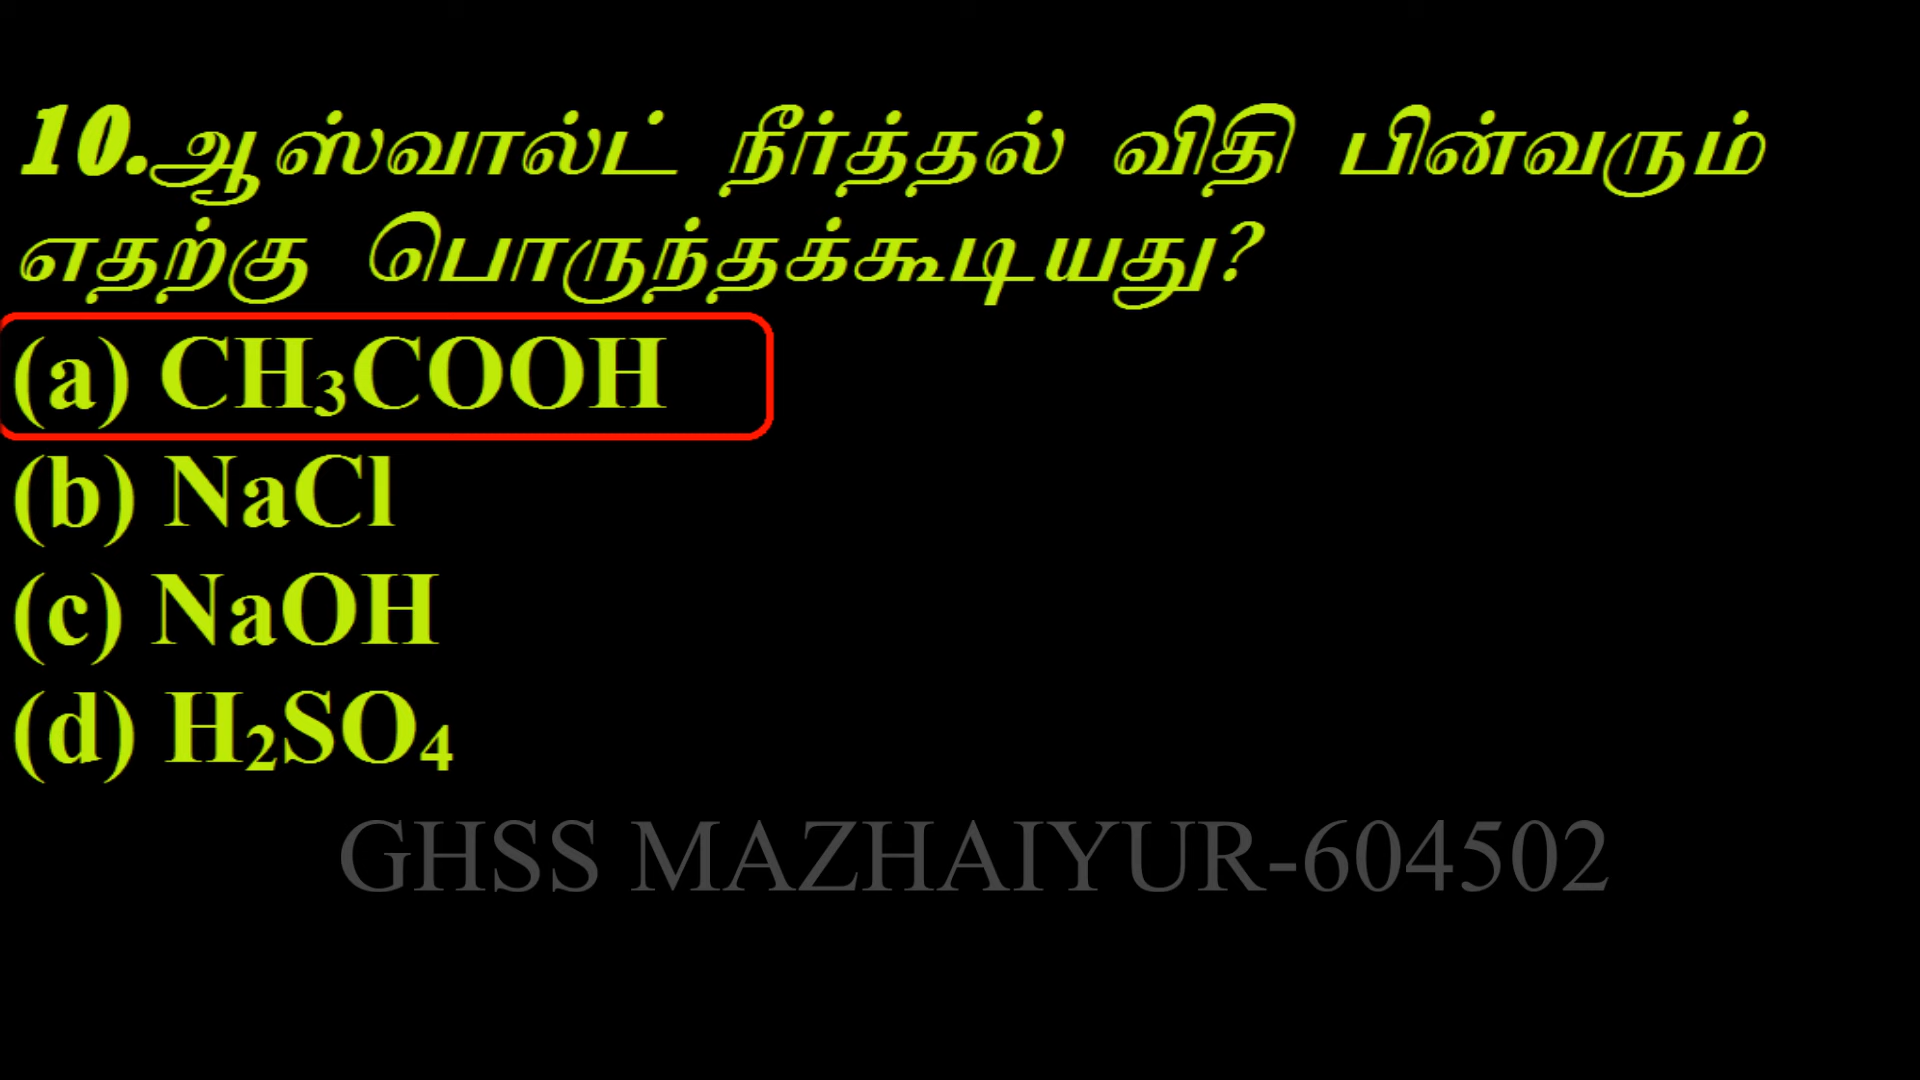 10.ஆஸ்வால்ட் நீர்த்தல் விதி பின்வரும்
எதற்கு பொருந்தக்கூடியது?
(a) CH₃COOH
(b) NaCl
(c) NaOH
(d) H₂SO₄
GHSS MAZHAIYUR-604502